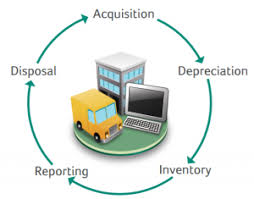 Acquisition
Depreciation
Inventory
Reporting
Disposal